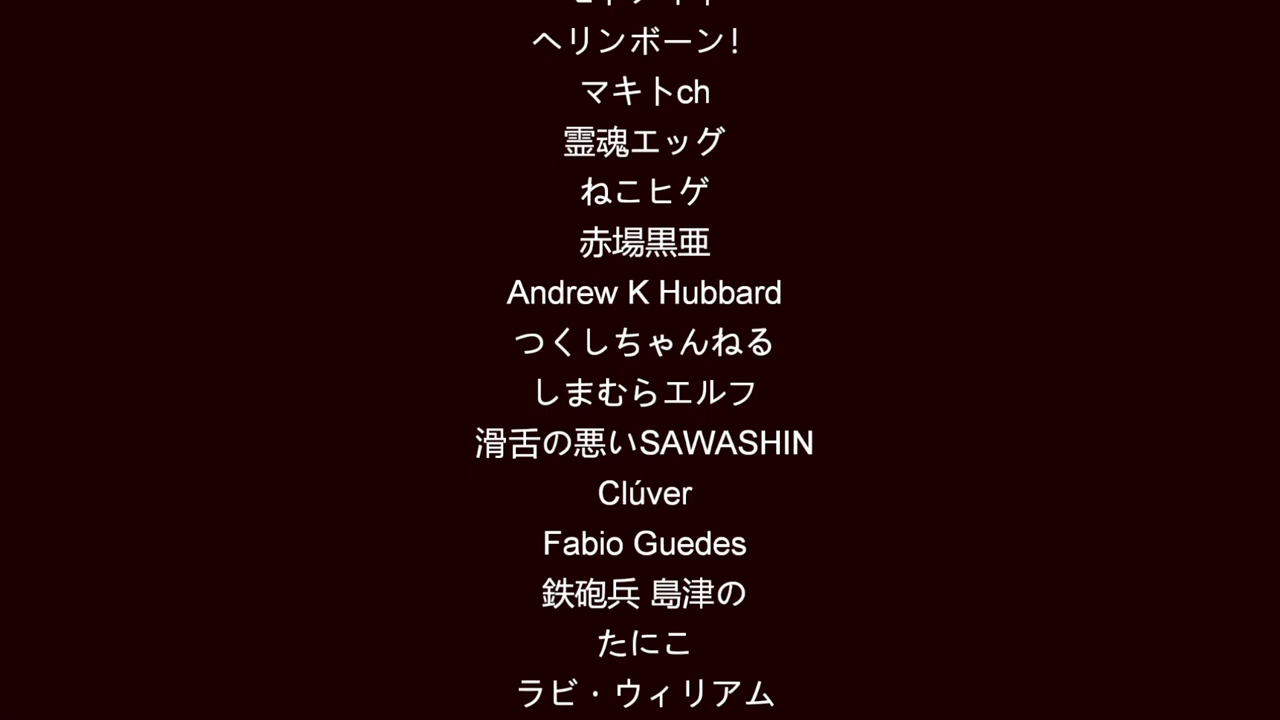 ヘリンボーン！
マキトch
霊魂エッグ
ねこヒゲ
赤場黒亜
Andrew K Hubbard
つくしちゃんねる
しまむらエルフ
滑舌の悪いSAWASHIN
Clúver
Fabio Guedes
鉄砲兵 島津の
たにこ
ラビ・ウィリアム